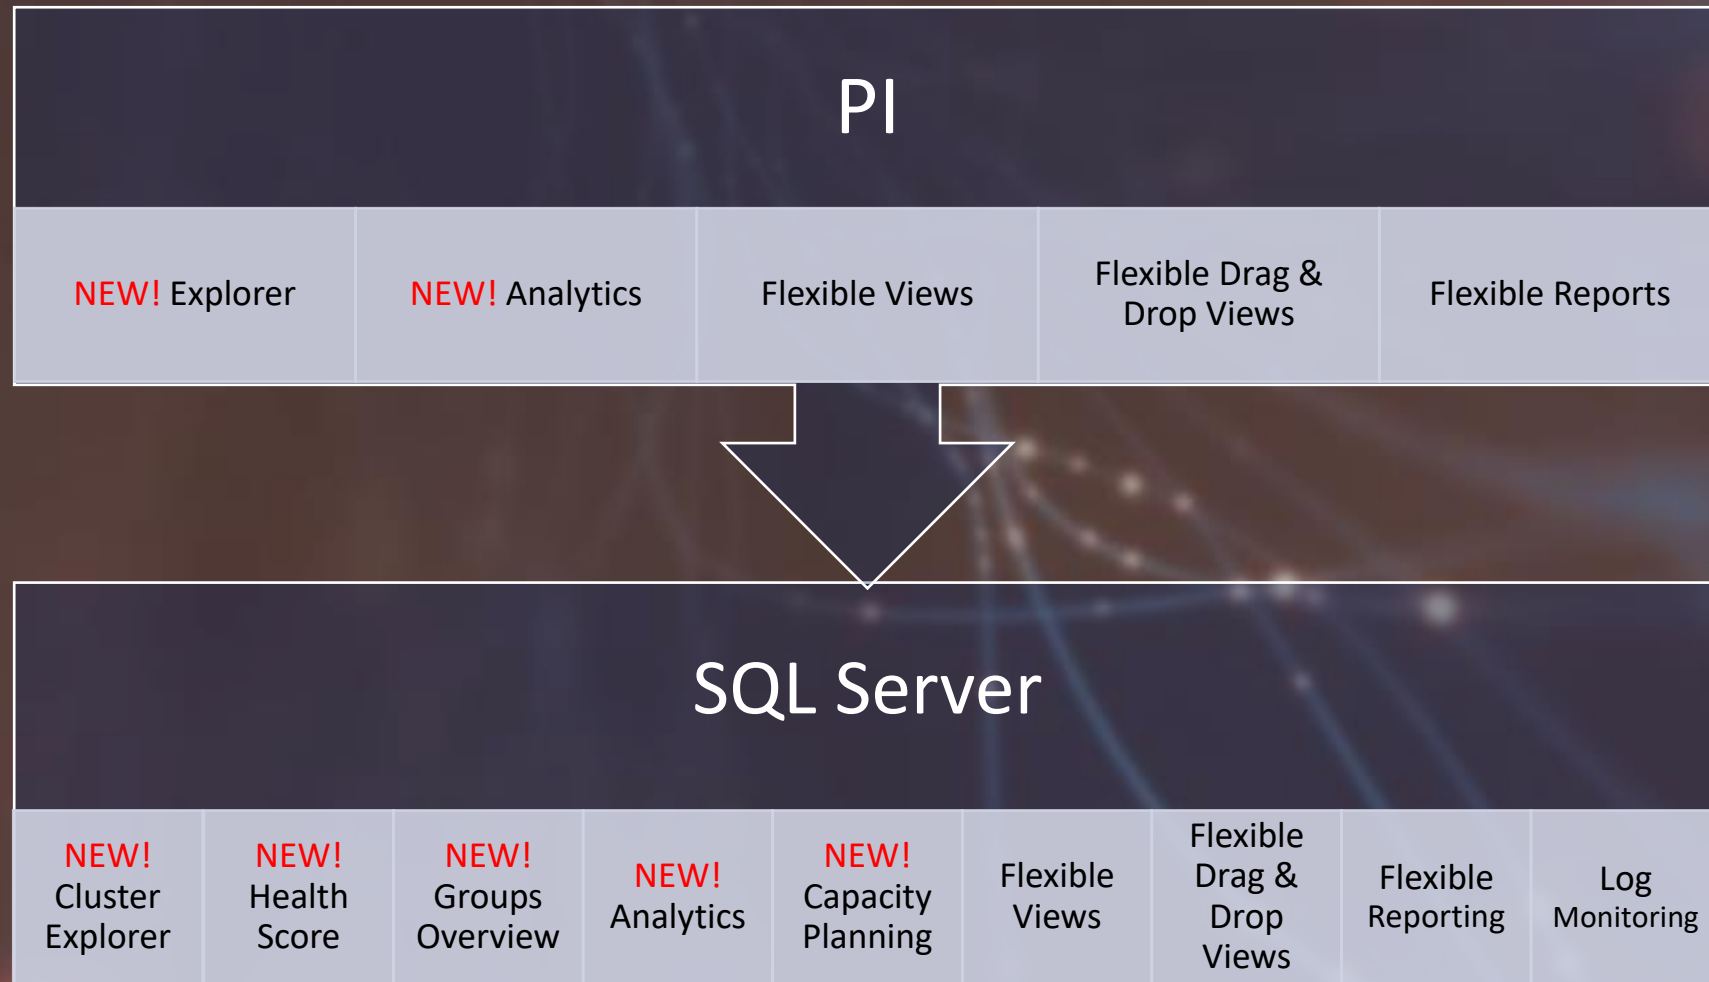 PI
NEW! Explorer
NEW! Analytics
Flexible Views
Flexible Drag &
Drop Views
Flexible Reports
SQL Server
NEW!
Cluster
Explorer
NEW!
Health
Score
NEW!
Groups
Overview
NEW!
Analytics
NEW!
Capacity
Planning
Flexible
Views
Flexible
Drag &
Drop
Views
Flexible
Reporting
Log
Monitoring